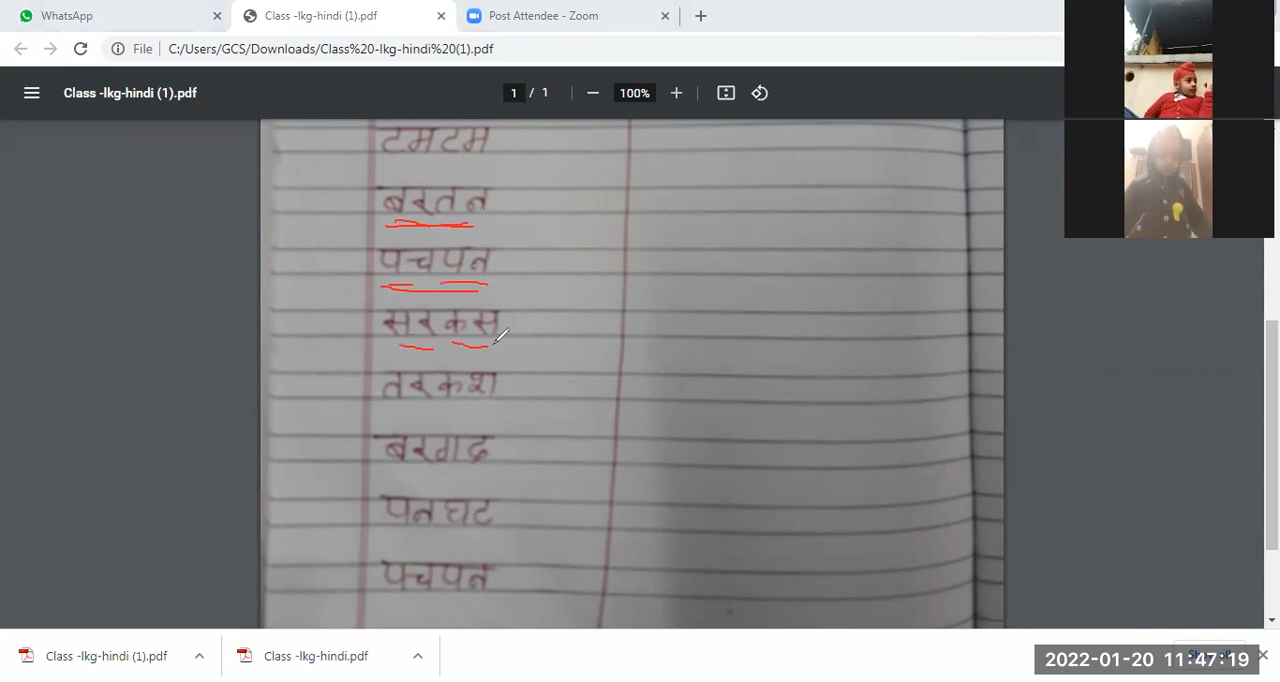 WhatsApp
Class -lkg-hindi (1).pdf
Post Attendee - Zoom
File
C:/Users/GCS/Downloads/Class%20-lkg-hindi%20(1).pdf
Class -lkg-hindi (1).pdf
1 / 1
100%
टमटम
बरतन
पचपन
सरकस
तरकश
बरगद
पनघट
पचपन
Class -lkg-hindi (1).pdf
Class -lkg-hindi.pdf
2022-01-20 11:47:19